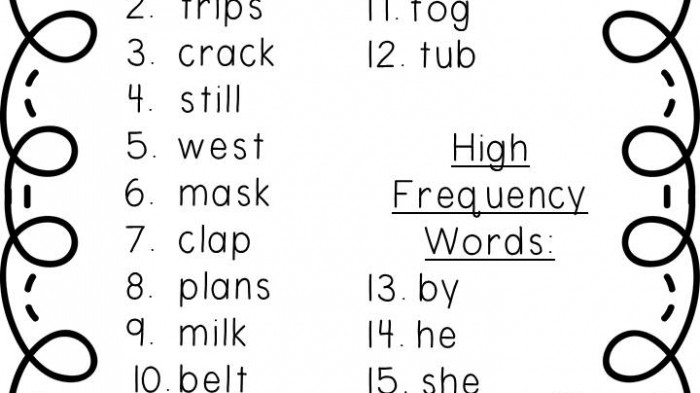 2. trips
3. crack
4. still
5. west
6. mask
7. clap
8. plans
9. milk
10. belt
11. fog
12. tub
High
Frequency
Words:
13. by
14. he
15. she